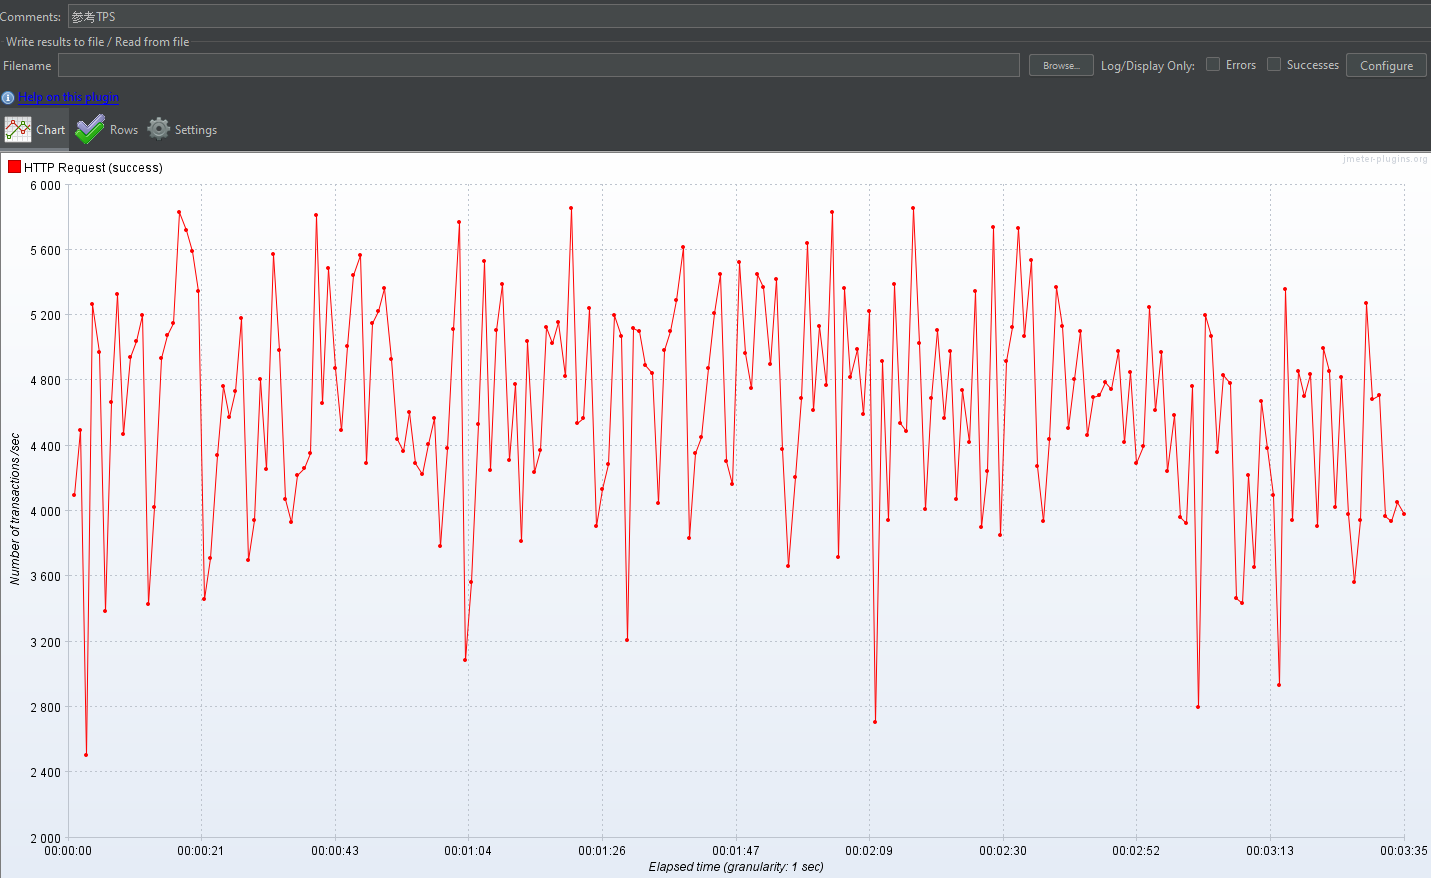 Comments: 参考TPS
Write results to file / Read from file
Filename Browse... Log/Display Only: Errors Successes Configure
Help on this plugin
Chart Rows Settings
jmeter-plugins.org
HTTP Request (success)
6 000
5 600
5 200
4 800
4 400
4 000
3 600
3 200
2 800
2 400
2 000
Number of transactions /sec
00:00:00 00:00:21 00:00:43 00:01:04 00:01:26 00:01:47 00:02:09 00:02:30 00:02:52 00:03:13 00:03:35
Elapsed time (granularity: 1 sec)